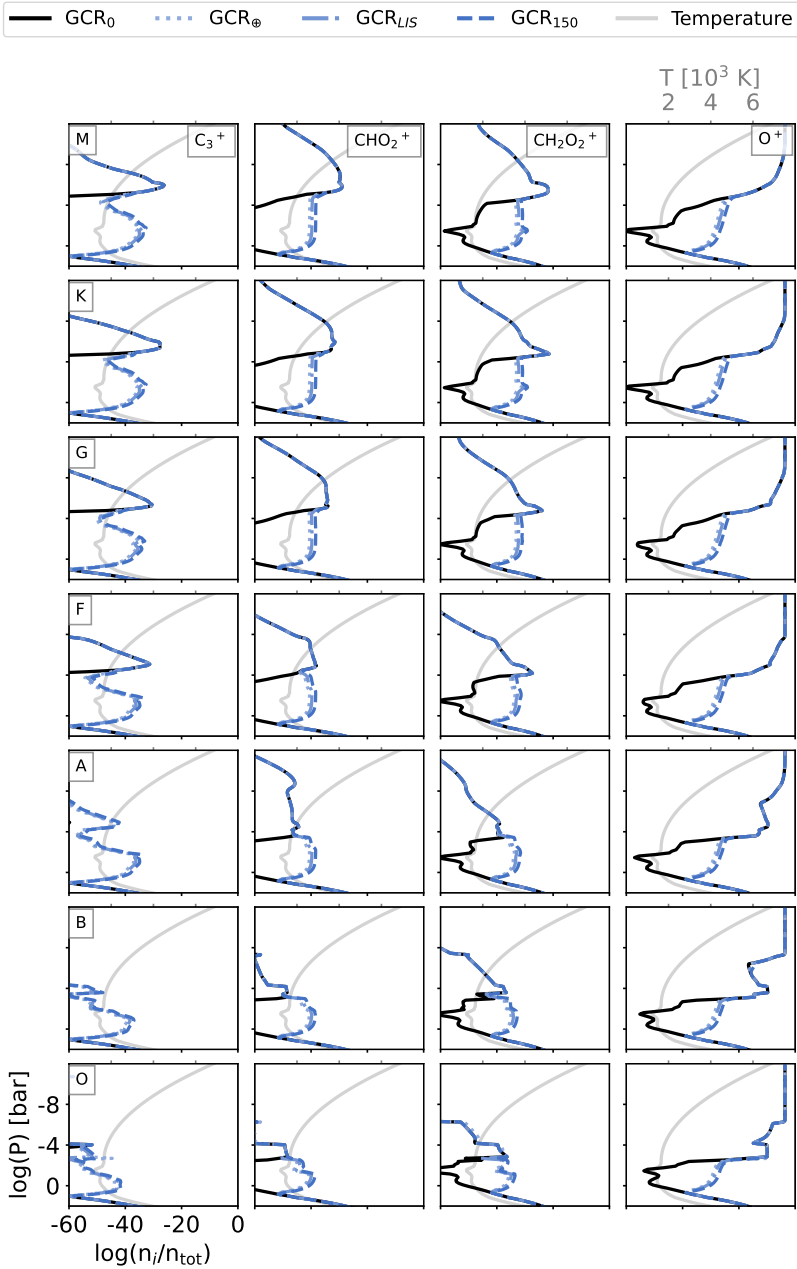 GCR₀ GCR⊕ GCR_LIS GCR₁₅₀ Temperature
T [10³ K]
2 4 6
M C₃⁺ CHO₂⁺ CH₂O₂⁺ O⁺
K
G
F
A
B
O
log(P) [bar]
-8
-4
0
-60 -40 -20 0
log(nᵢ/n_tot)